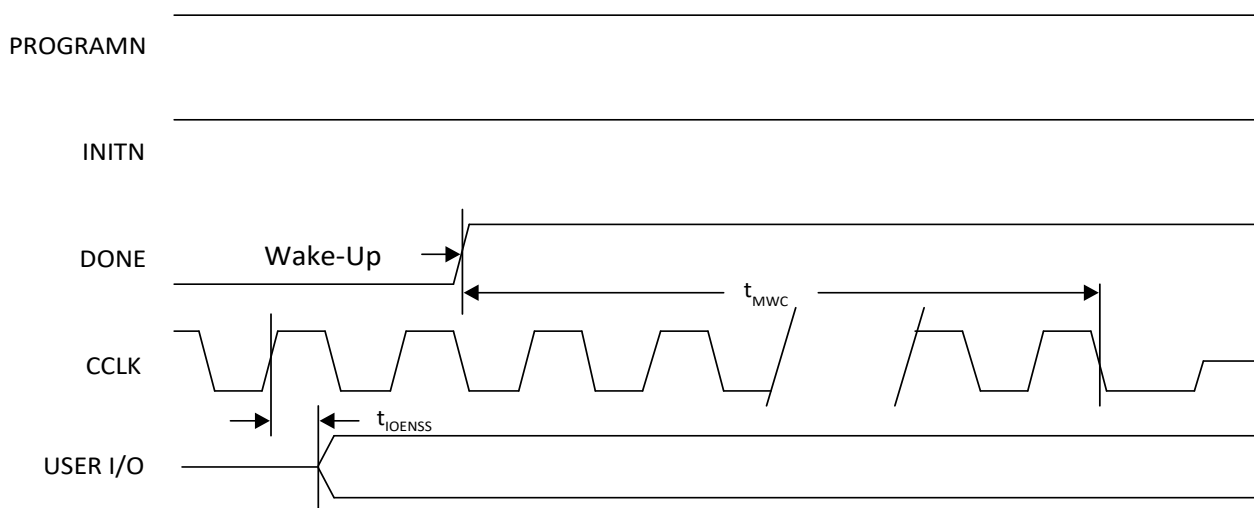 PROGRAMN
INITN
DONE
Wake-Up
tMWC
CCLK
tIOENSS
USER I/O